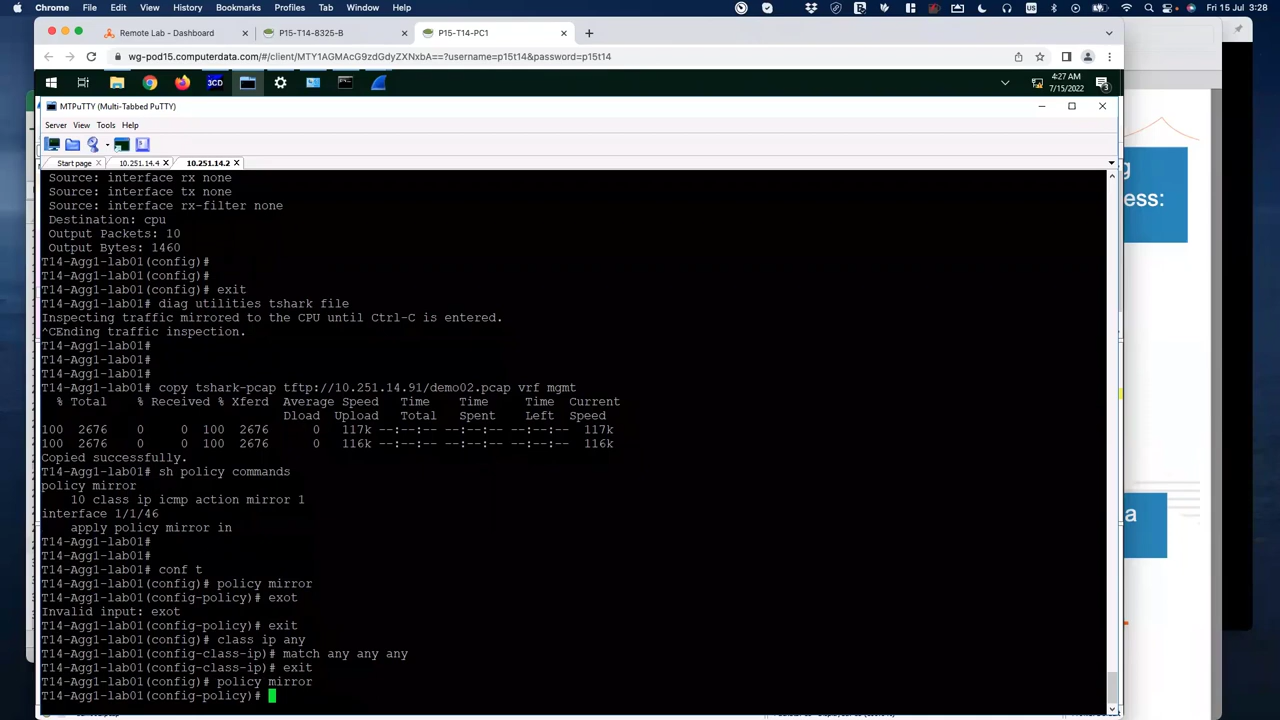 Chrome File Edit View History Bookmarks Profiles Tab Window Help Fri 15 Jul 3:28
Remote Lab - Dashboard P15-T14-8325-B P15-T14-PC1
wg-pod15.computerdata.com/#/client/MTY1AGMAcG9zdGdyZXNxbA==?username=p15t14&password=p15t14
3CD
4:27 AM
7/15/2022
3
MTPuTTY (Multi-Tabbed PuTTY)
Server View Tools Help
Start page 10.251.14.4 10.251.14.2
Source: interface rx none
Source: interface tx none
Source: interface rx-filter none
Destination: cpu
Output Packets: 10
Output Bytes: 1460
T14-Agg1-lab01(config)#
T14-Agg1-lab01(config)#
T14-Agg1-lab01(config)# exit
T14-Agg1-lab01# diag utilities tshark file
Inspecting traffic mirrored to the CPU until Ctrl-C is entered.
^CEnding traffic inspection.
T14-Agg1-lab01#
T14-Agg1-lab01#
T14-Agg1-lab01#
T14-Agg1-lab01# copy tshark-pcap tftp://10.251.14.91/demo02.pcap vrf mgmt
% Total % Received % Xferd Average Speed Time Time Time Current
Dload Upload Total Spent Left Speed
100 2676 0 0 100 2676 0 117k --:--:-- --:--:-- --:--:-- 117k
100 2676 0 0 100 2676 0 116k --:--:-- --:--:-- --:--:-- 116k
Copied successfully.
T14-Agg1-lab01# sh policy commands
policy mirror
10 class ip icmp action mirror 1
interface 1/1/46
apply policy mirror in
T14-Agg1-lab01#
T14-Agg1-lab01#
T14-Agg1-lab01# conf t
T14-Agg1-lab01(config)# policy mirror
T14-Agg1-lab01(config-policy)# exot
Invalid input: exot
T14-Agg1-lab01(config-policy)# exit
T14-Agg1-lab01(config)# class ip any
T14-Agg1-lab01(config-class-ip)# match any any any
T14-Agg1-lab01(config-class-ip)# exit
T14-Agg1-lab01(config)# policy mirror
T14-Agg1-lab01(config-policy)#
g
ess:
a